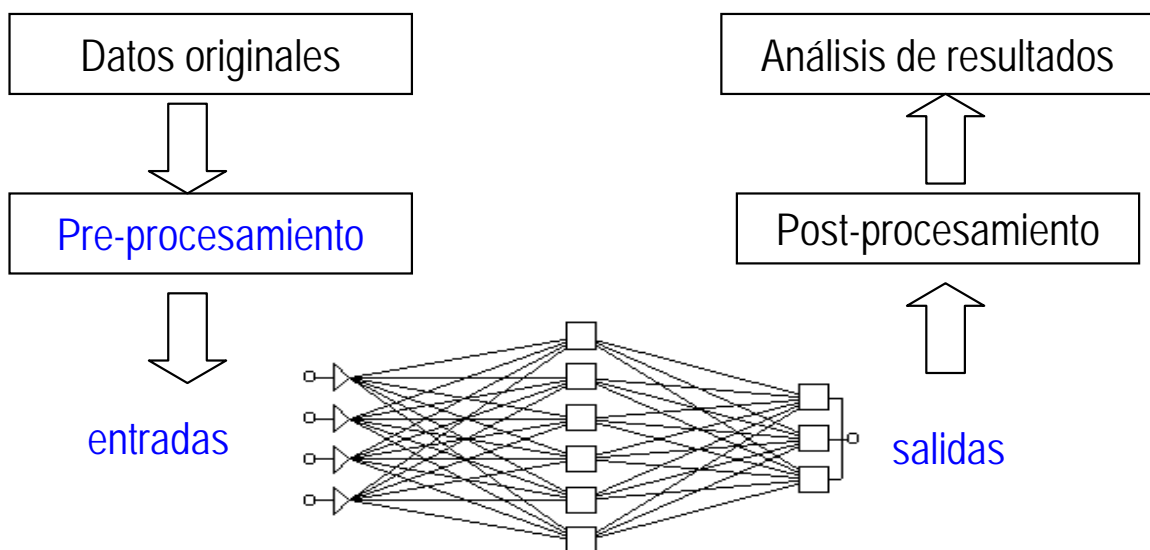 Datos originales
Análisis de resultados
Pre-procesamiento
Post-procesamiento
entradas
salidas